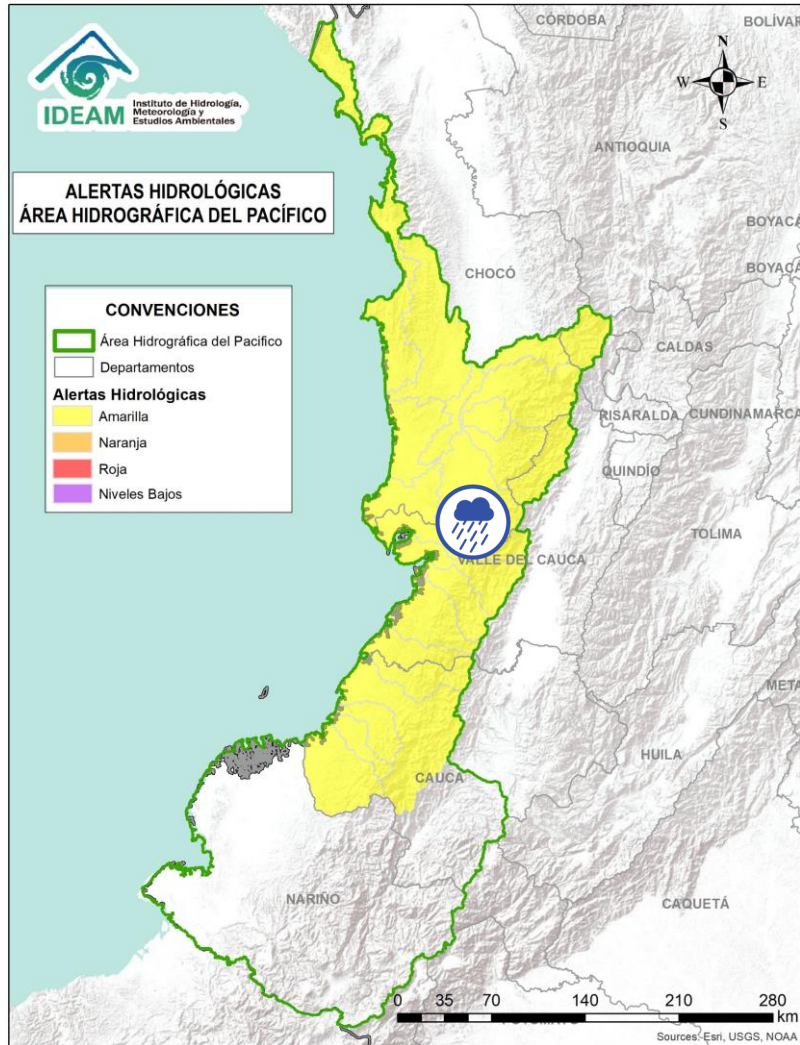 IDEAM
Instituto de Hidrología,
Meteorología y
Estudios Ambientales
ALERTAS HIDROLÓGICAS
ÁREA HIDROGRÁFICA DEL PACÍFICO
CONVENCIONES
Área Hidrográfica del Pacifico
Departamentos
Alertas Hidrológicas
Amarilla
Naranja
Roja
Niveles Bajos
N
W
E
S
CÓRDOBA
BOLÍVAR
ANTIOQUIA
BOYACÁ
BOYACÁ
CHOCÓ
CALDAS
RISARALDA
CUNDINAMARCA
QUINDÍO
TOLIMA
VALLE DEL CAUCA
META
HUILA
CAUCA
NARIÑO
CAQUETÁ
0 35 70 140 210 280
km
Sources: Esri, USGS, NOAA